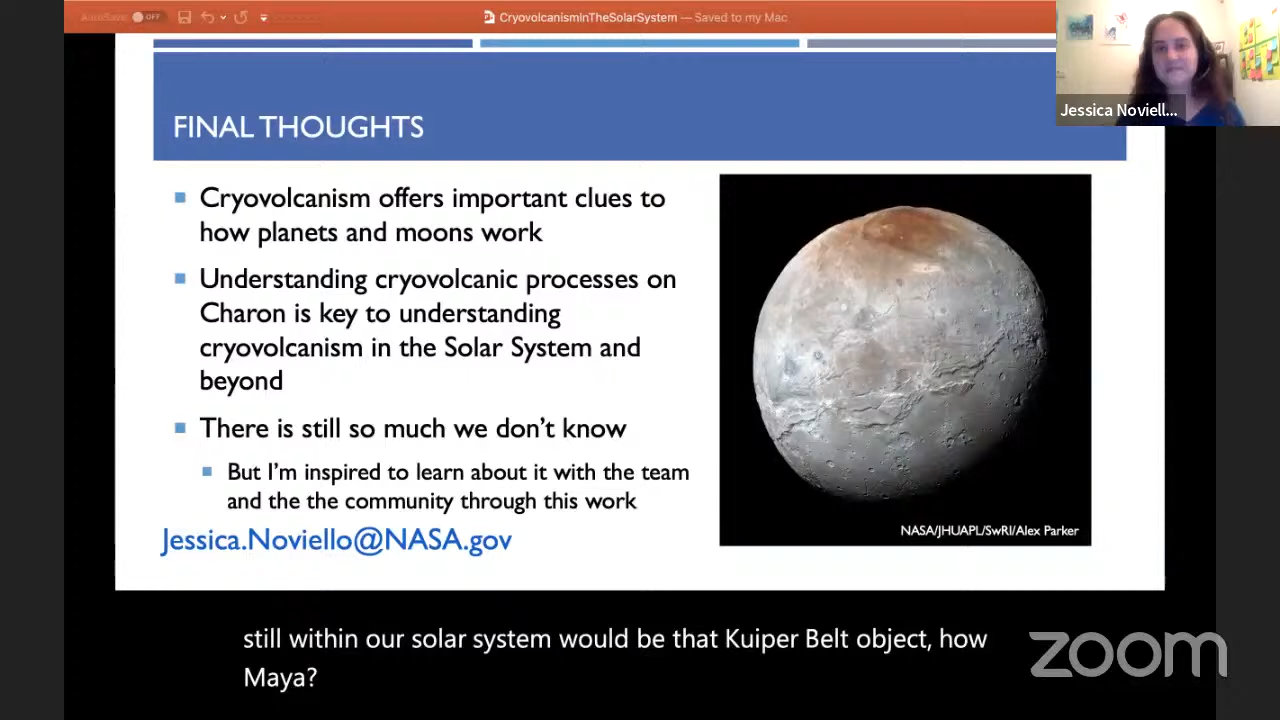 AutoSave OFF
CryovolcanismInTheSolarSystem — Saved to my Mac
Jessica Noviell...
FINAL THOUGHTS
Cryovolcanism offers important clues to
how planets and moons work
Understanding cryovolcanic processes on
Charon is key to understanding
cryovolcanism in the Solar System and
beyond
There is still so much we don't know
But I'm inspired to learn about it with the team
and the the community through this work
Jessica.Noviello@NASA.gov
NASA/JHUAPL/SwRI/Alex Parker
still within our solar system would be that Kuiper Belt object, how
Maya?
zoom